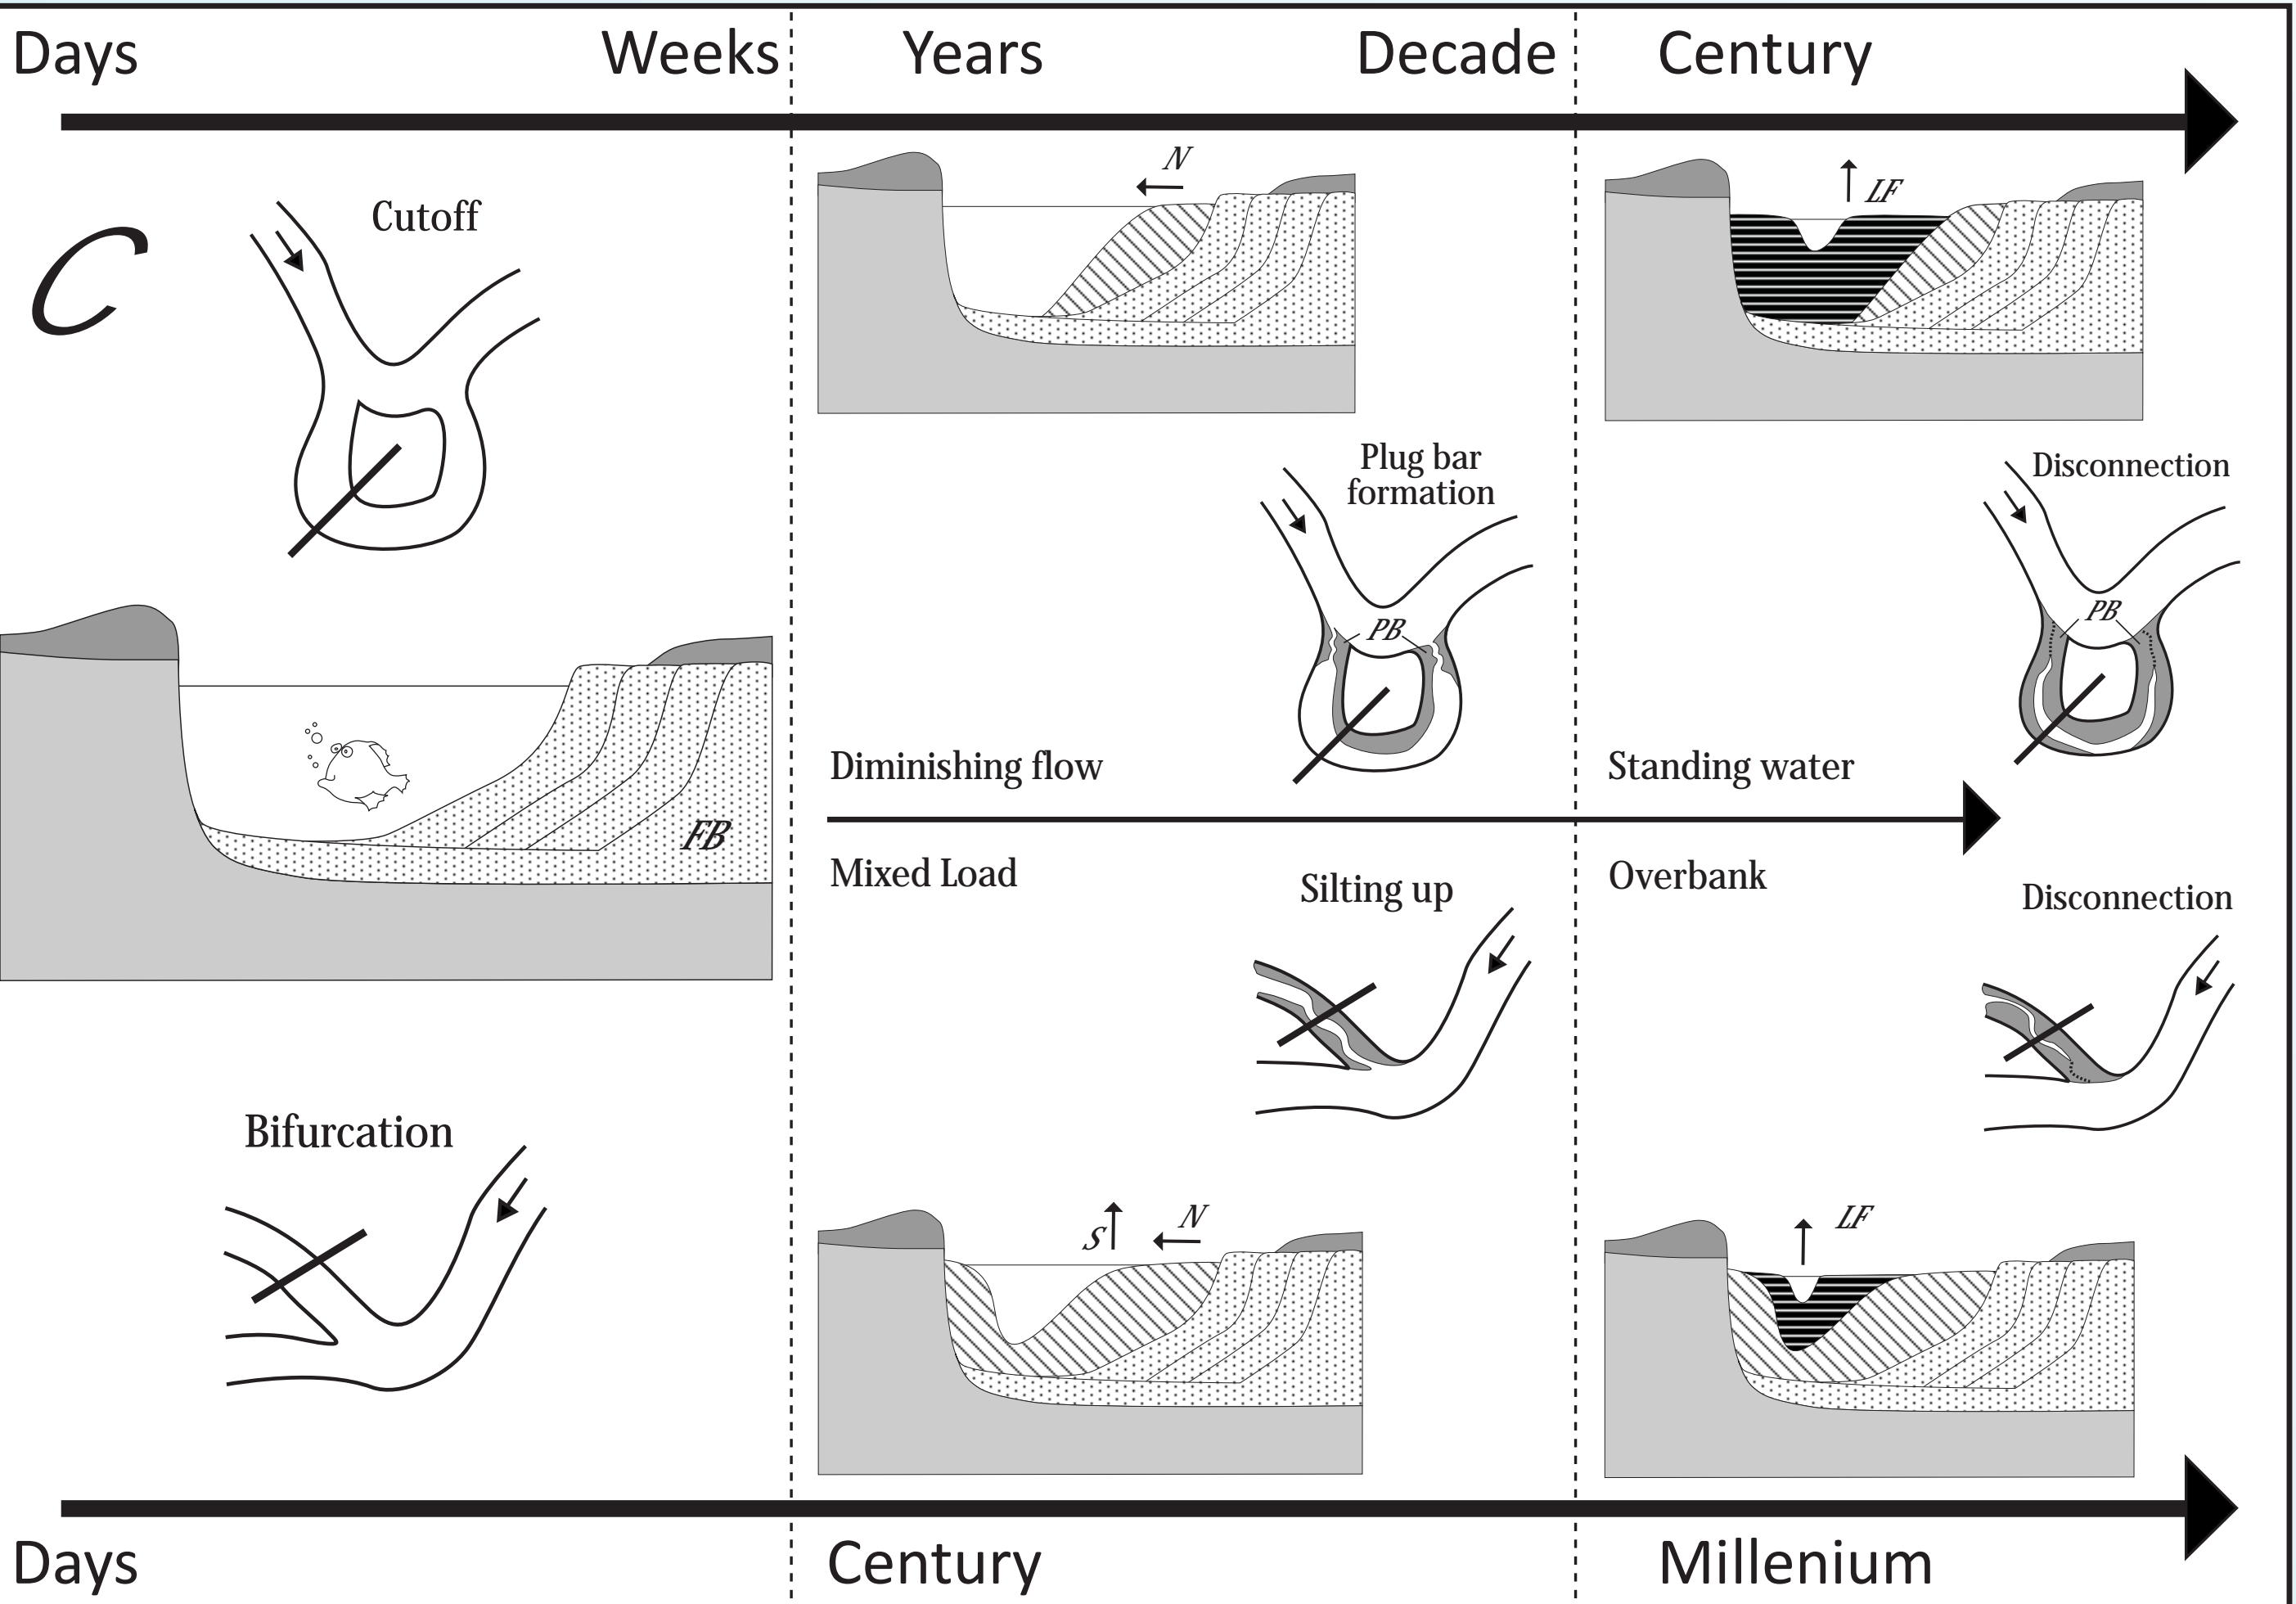 Days Weeks Years Decade Century
C
Cutoff
N
LF
Plug bar
formation
Disconnection
PB
PB
FB
Diminishing flow
Standing water
Mixed Load
Overbank
Silting up
Disconnection
Bifurcation
S N
LF
Days Century Millenium